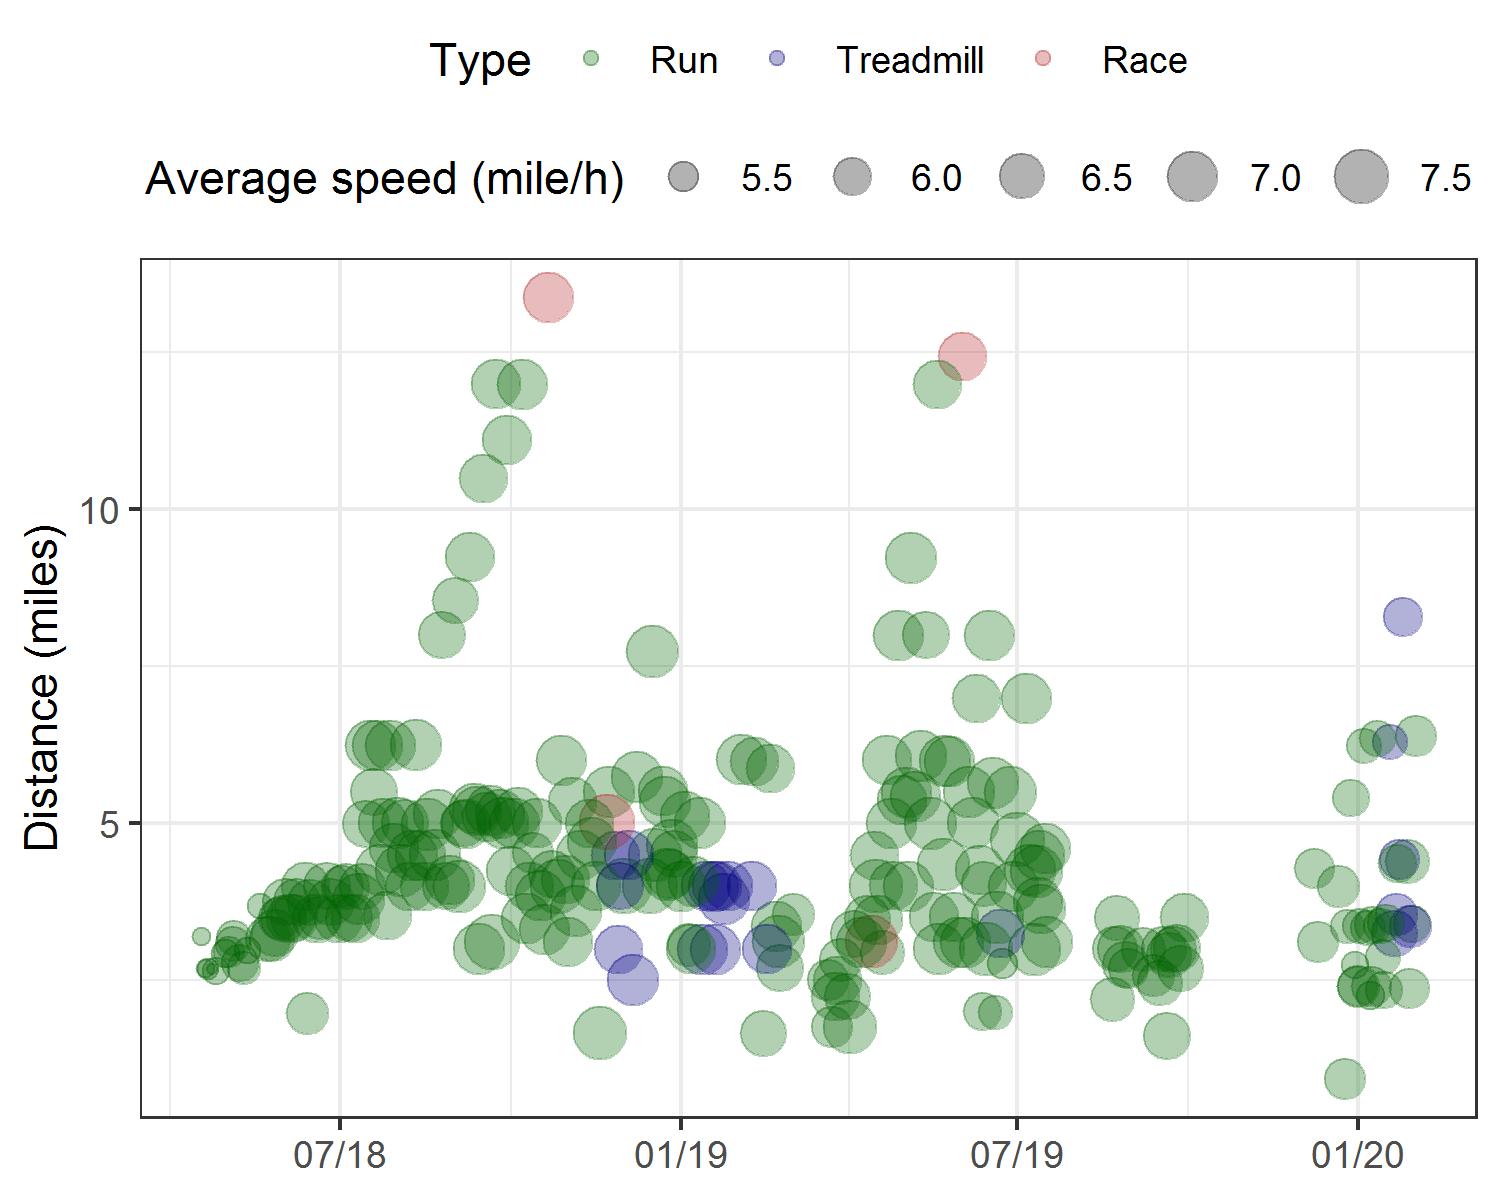 Type Run Treadmill Race
Average speed (mile/h) 5.5 6.0 6.5 7.0 7.5
Distance (miles)
10
5
07/18 01/19 07/19 01/20